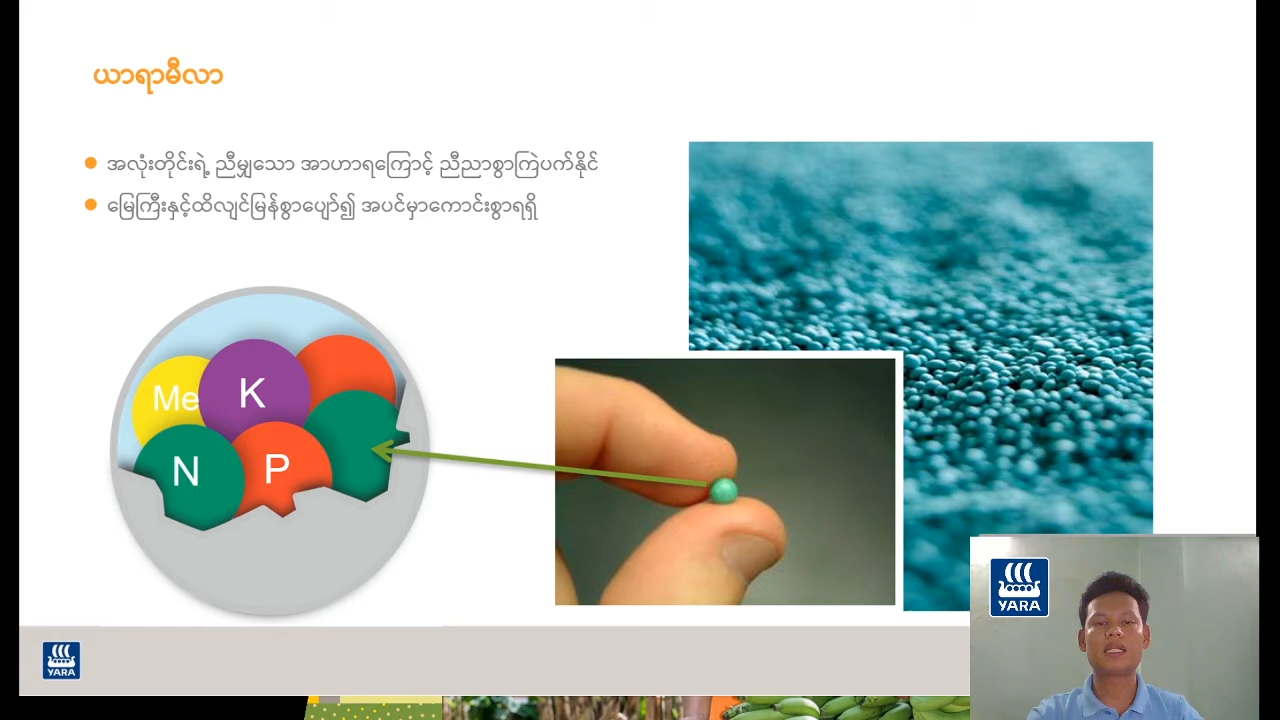 ယာရာမီလာ
အလုံးတိုင်းရဲ့ ညီမျှသော အာဟာရကြောင့် ညီညာစွာကြဲပက်နိုင်
မြေကြီးနှင့်ထိလျင်မြန်စွာပျော်၍ အပင်မှာကောင်းစွာရရှိ
Me
K
N
P
YARA
YARA